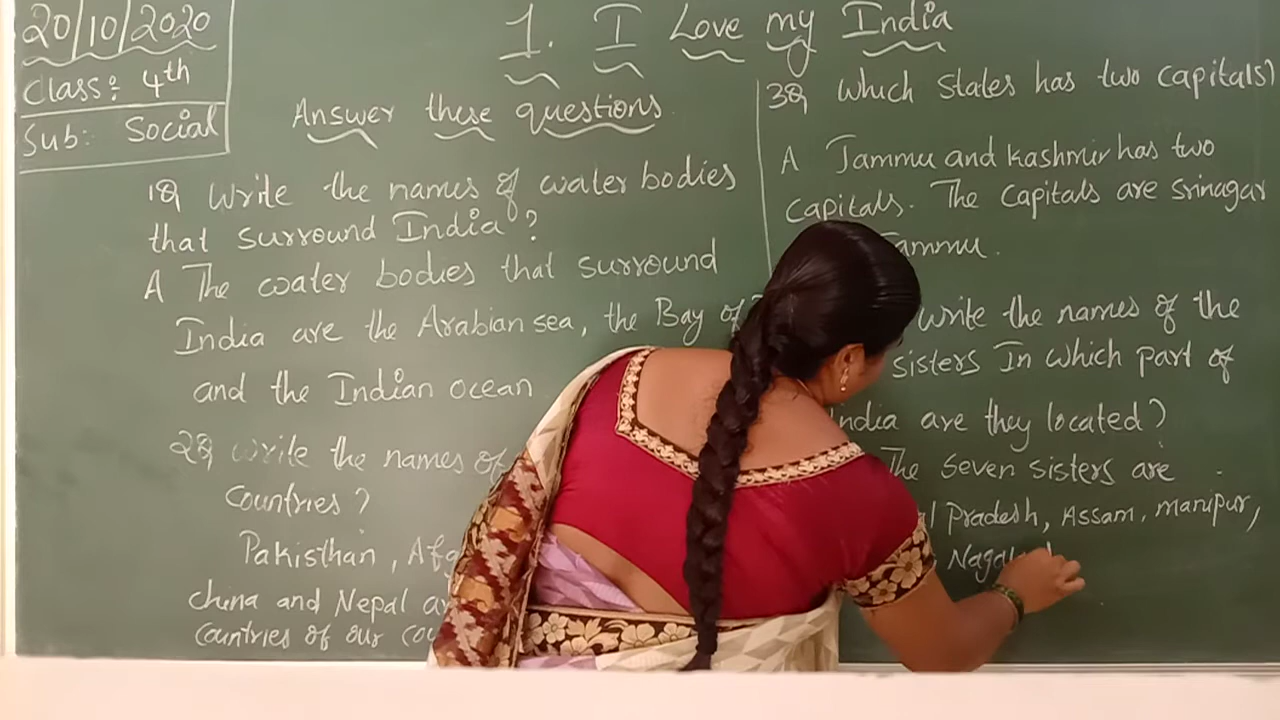 20/10/2020
Class: 4th
Sub: Social
1. I Love my India
Answer these questions
1Q Write the names of water bodies
that surround India?
A The water bodies that surround
India are the Arabian sea, the Bay of
and the Indian ocean
2Q write the names of
countries?
Pakisthan,
china and Nepal
countries of our
3Q which states has two capitals?
A Jammu and kashmir has two
capitals. The capitals are srinagar
Jammu.
write the names of the
sisters In which part of
India are they located?
The seven sisters are
Pradesh, Assam, manipur,